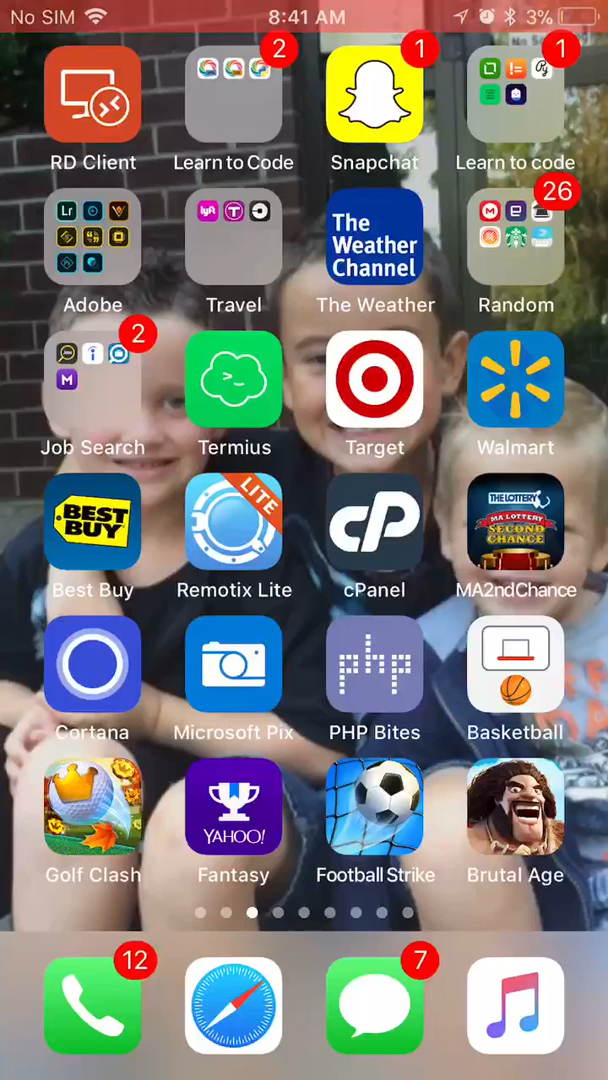 No SIM 8:41 AM 3%
2 1 1
RD Client Learn to Code Snapchat Learn to code
26
Lr
lyft
The
Weather
Channel
Adobe Travel The Weather Random
2
Job Search Termius Target Walmart
BEST
BUY
LITE
cP
THE LOTTERY
MA LOTTERY
SECOND
CHANCE
Best Buy Remotix Lite cPanel MA2ndChance
php
Cortana Microsoft Pix PHP Bites Basketball
YAHOO!
Golf Clash Fantasy Football Strike Brutal Age
12 7